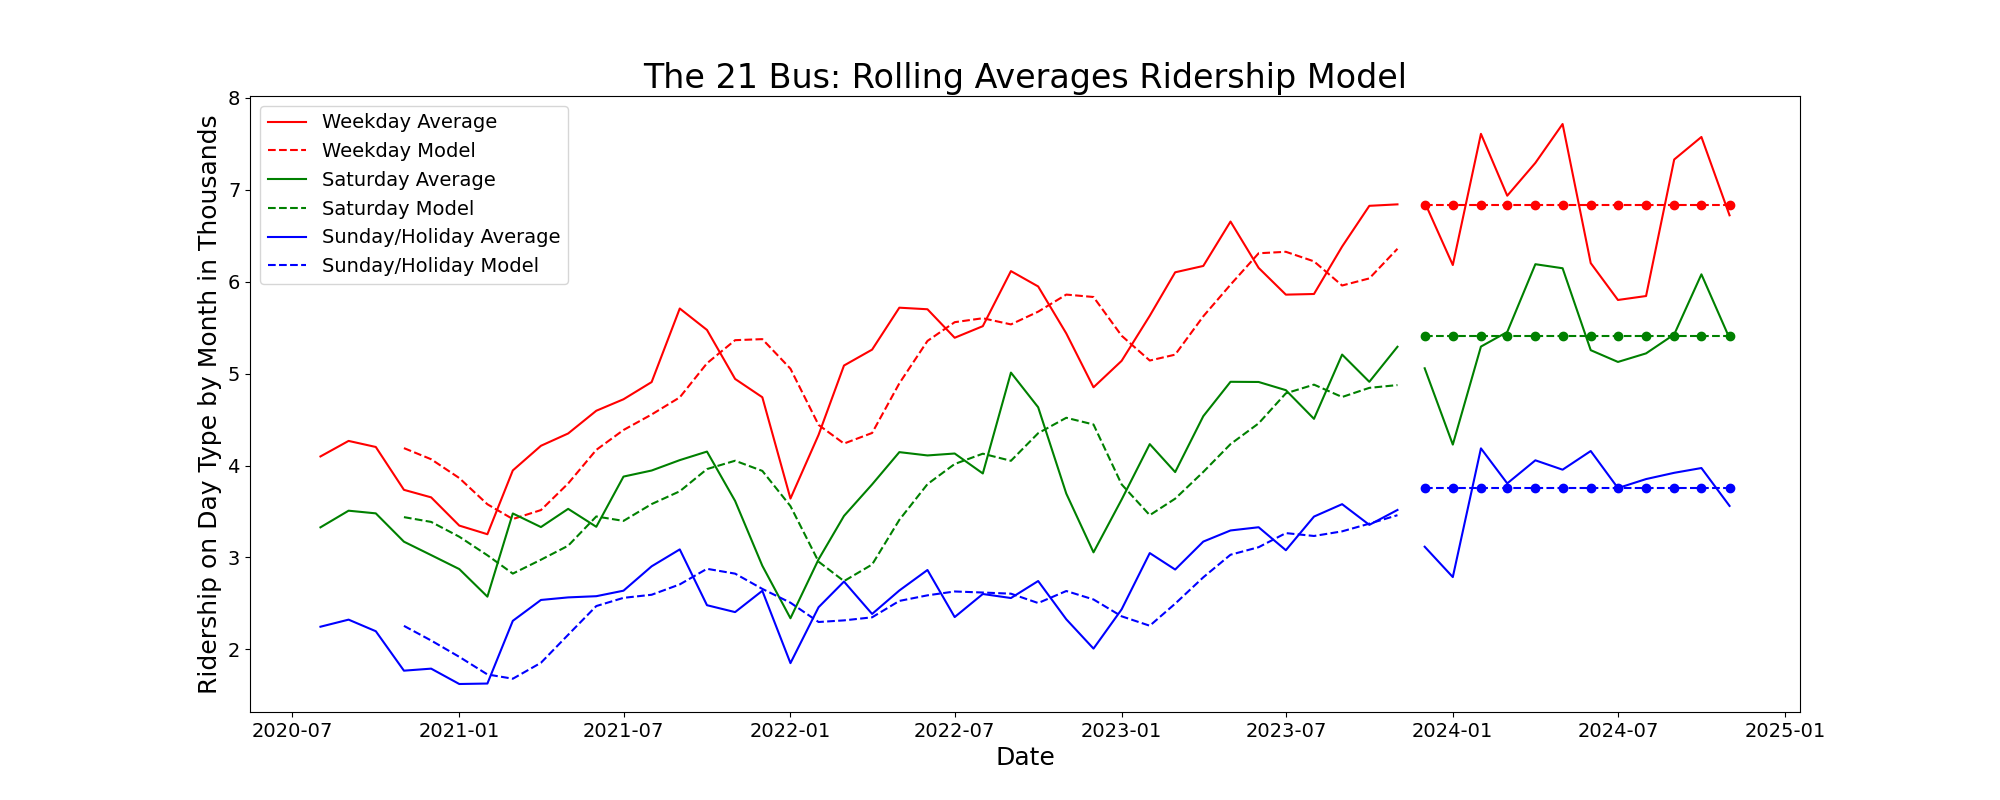 The 21 Bus: Rolling Averages Ridership Model
Ridership on Day Type by Month in Thousands
8
7
6
5
4
3
2
Weekday Average
Weekday Model
Saturday Average
Saturday Model
Sunday/Holiday Average
Sunday/Holiday Model
2020-07 2021-01 2021-07 2022-01 2022-07 2023-01 2023-07 2024-01 2024-07 2025-01
Date